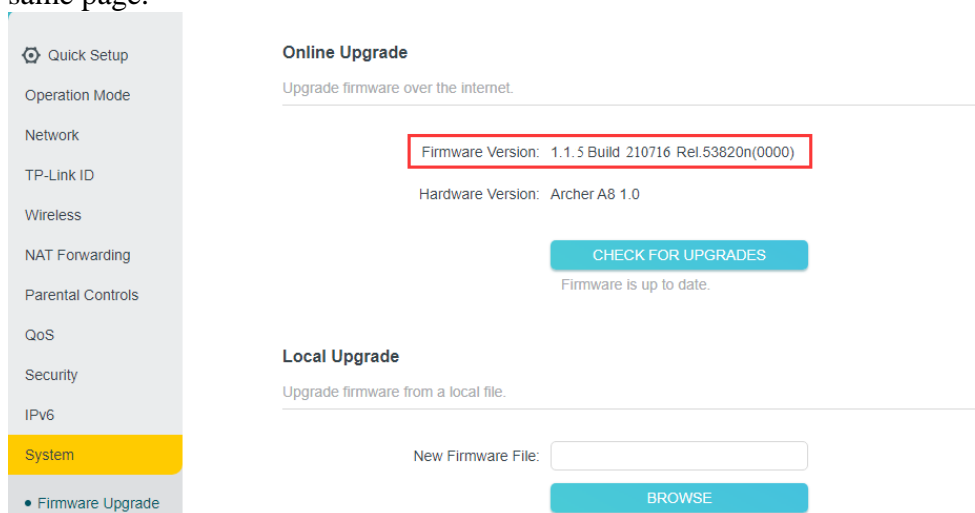 same page.
Quick Setup
Operation Mode
Network
TP-Link ID
Wireless
NAT Forwarding
Parental Controls
QoS
Security
IPv6
System
• Firmware Upgrade
Online Upgrade
Upgrade firmware over the internet.
Firmware Version: 1.1.5 Build 210716 Rel.53820n(0000)
Hardware Version: Archer A8 1.0
CHECK FOR UPGRADES
Firmware is up to date.
Local Upgrade
Upgrade firmware from a local file.
New Firmware File:
BROWSE